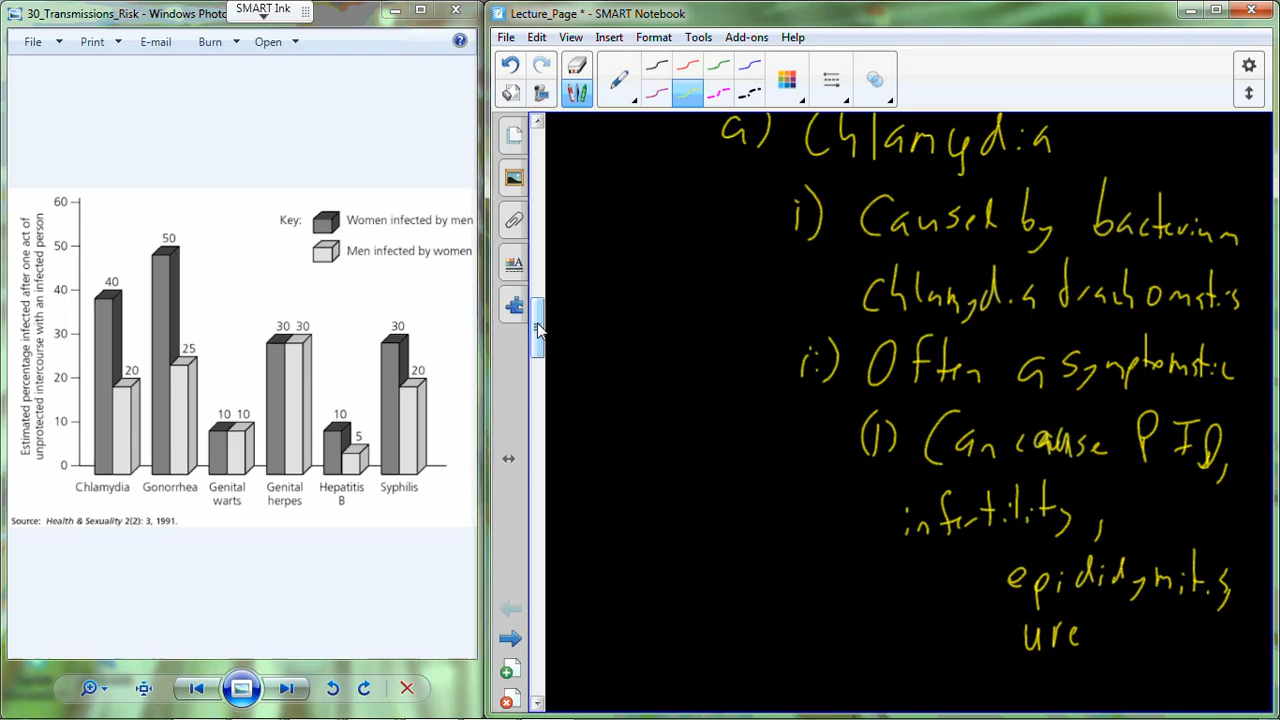 30_Transmissions_Risk - Windows Photo
SMART Ink
File Print E-mail Burn Open
Estimated percentage infected after one act of
unprotected intercourse with an infected person
60
50
40
30
20
10
0
Key: Women infected by men
Men infected by women
40 20
50 25
10 10
30 30
10 5
30 20
Chlamydia Gonorrhea Genital warts Genital herpes Hepatitis B Syphilis
Source: Health & Sexuality 2(2): 3, 1991.
Lecture_Page * - SMART Notebook
File Edit View Insert Format Tools Add-ons Help
a) Chlamydia
i) Caused by bacterium
chlamydia trachomatis
ii) Often asymptomatic
(1) Can cause PID,
infertility,
epididymitis,
ure